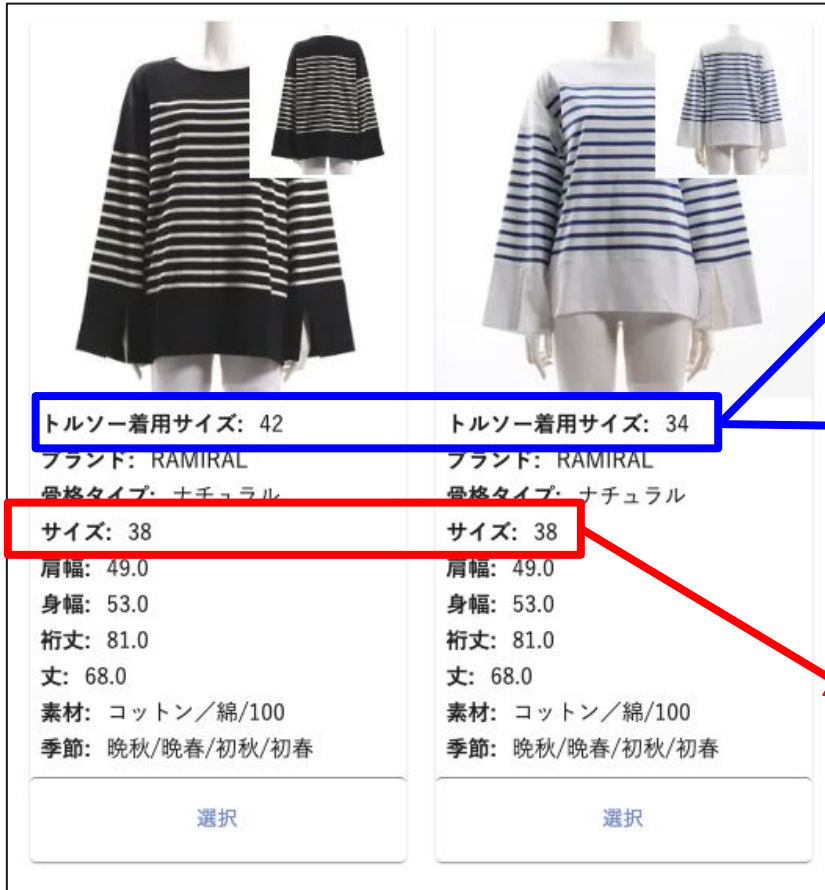 トルソー着用サイズ: 42
ブランド: RAMIRAL
骨格タイプ: ナチュラル
サイズ: 38
肩幅: 49.0
身幅: 53.0
裄丈: 81.0
丈: 68.0
素材: コットン／綿/100
季節: 晩秋/晩春/初秋/初春
選択
トルソー着用サイズ: 34
ブランド: RAMIRAL
骨格タイプ: ナチュラル
サイズ: 38
肩幅: 49.0
身幅: 53.0
裄丈: 81.0
丈: 68.0
素材: コットン／綿/100
季節: 晩秋/晩春/初秋/初春
選択